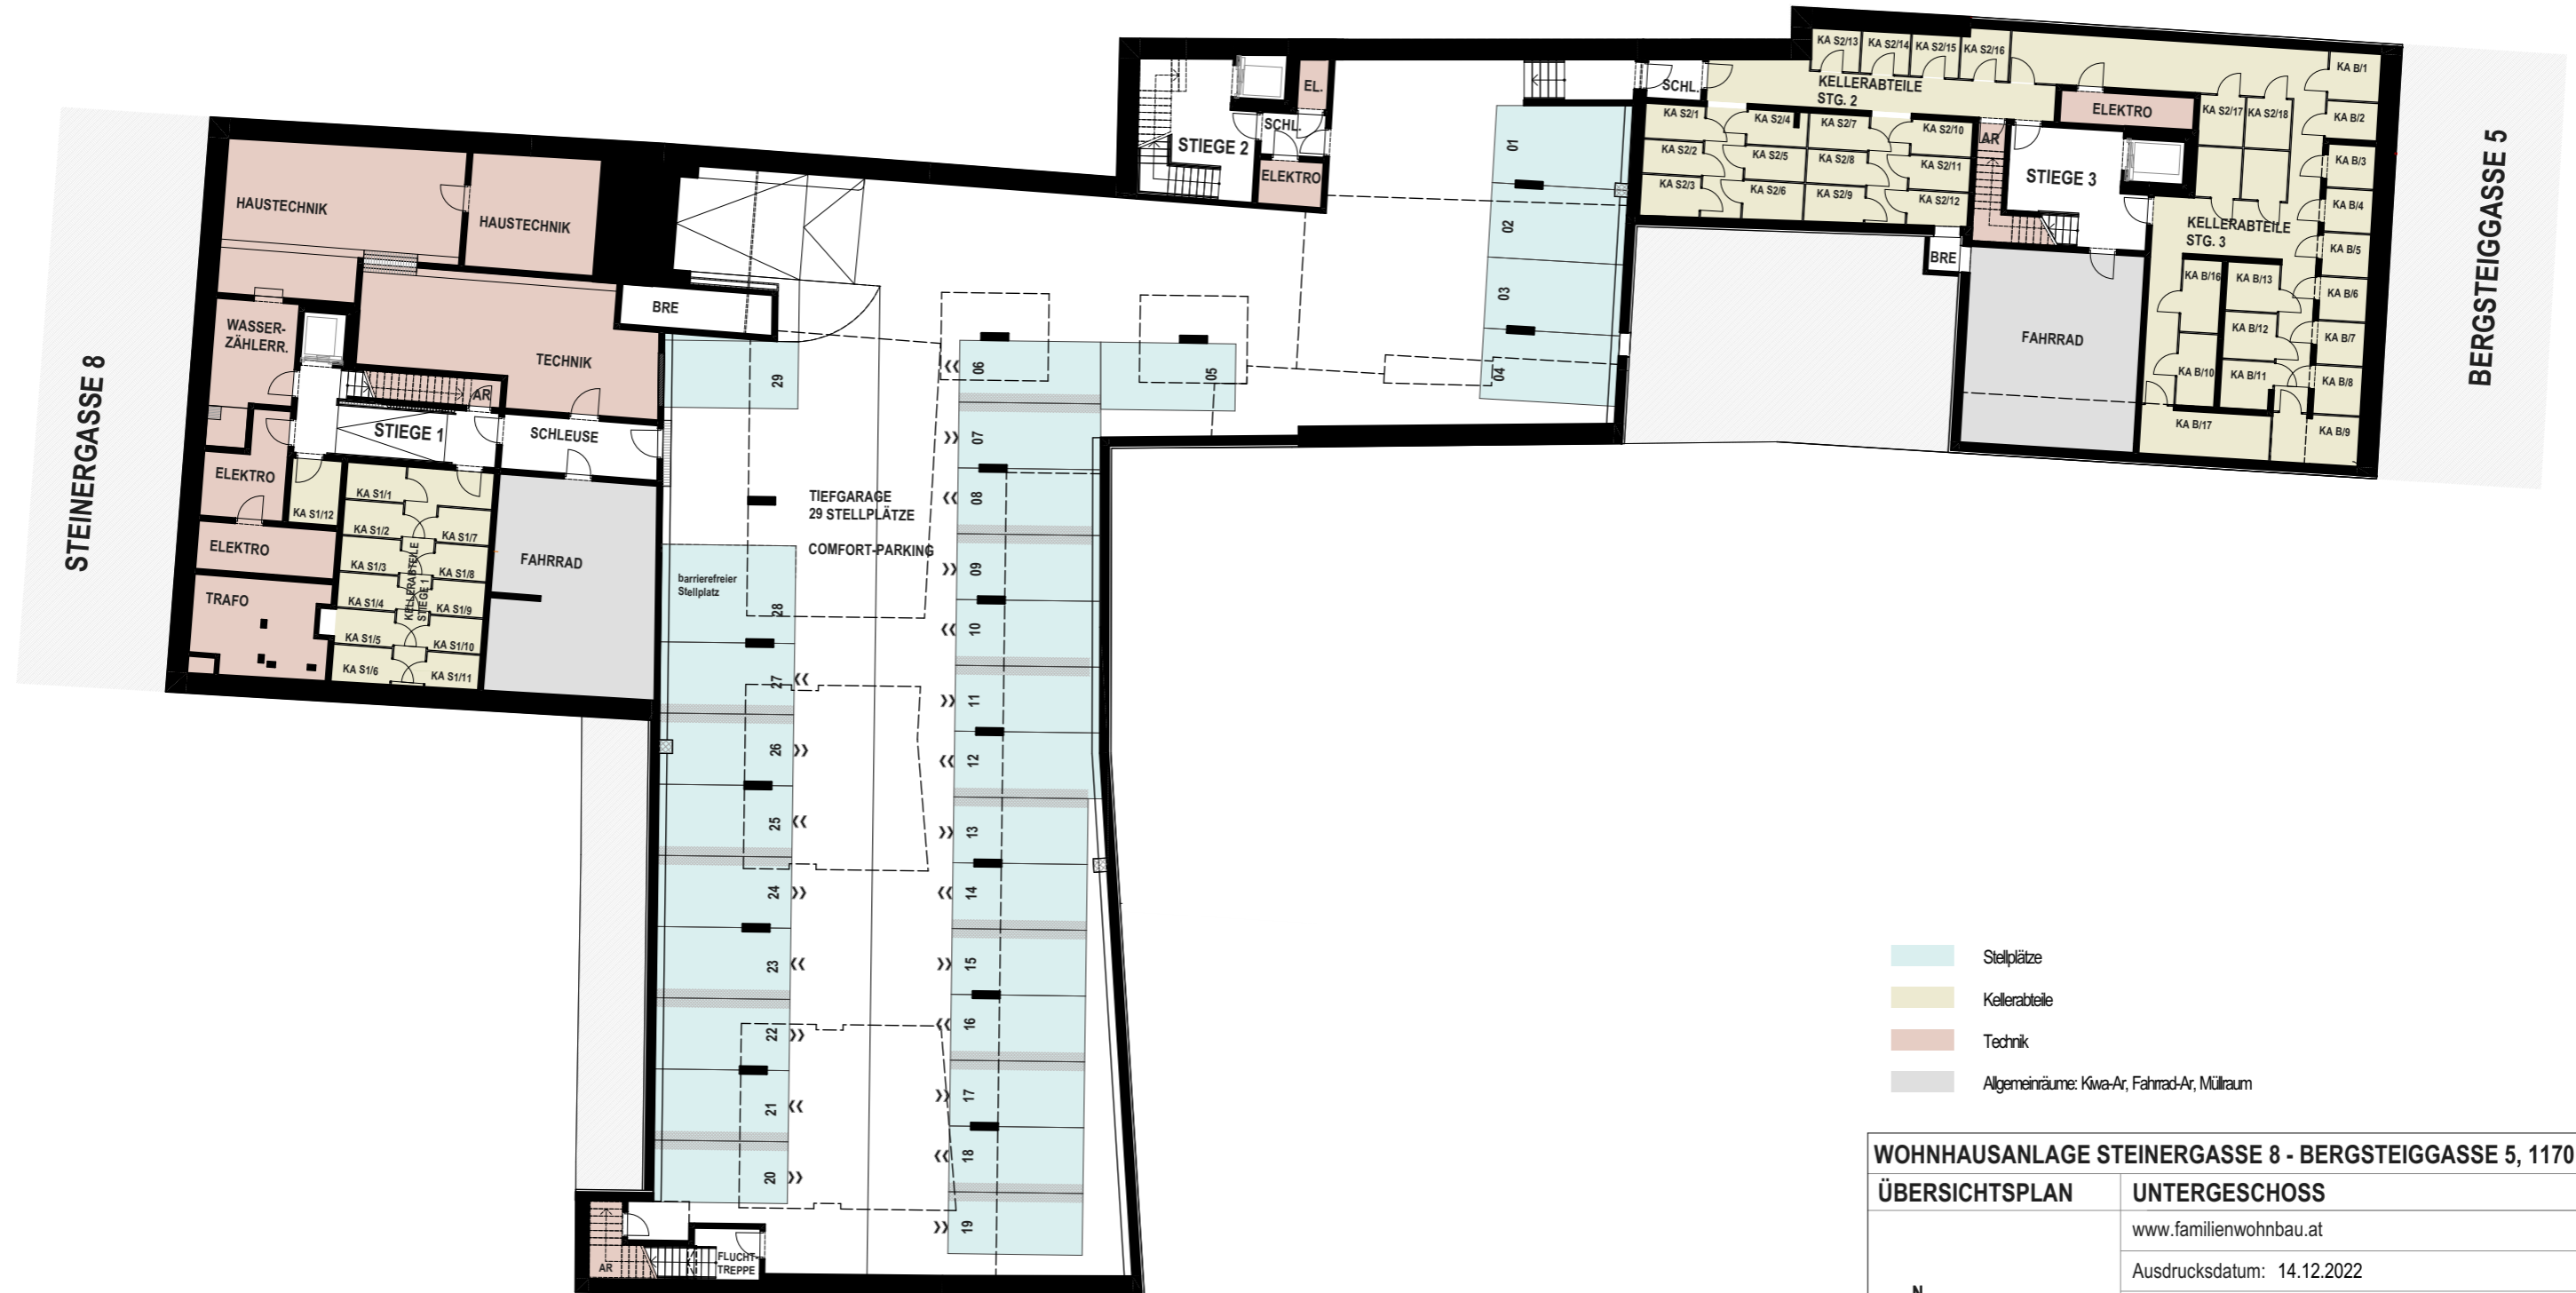 STEINERGASSE 8
HAUSTECHNIK
HAUSTECHNIK
WASSER-
ZÄHLERR.
TECHNIK
BRE
AR
STIEGE 1
SCHLEUSE
ELEKTRO
ELEKTRO
TRAFO
KA S1/12
KA S1/1
KA S1/2
KA S1/3
KA S1/4
KA S1/5
KA S1/6
KELLERABTEILE
STIEGE 1
KA S1/7
KA S1/8
KA S1/9
KA S1/10
KA S1/11
FAHRRAD
29
barrierefreier
Stellplatz
28
27
26
25
24
23
22
21
20
TIEFGARAGE
29 STELLPLÄTZE
COMFORT-PARKING
06
05
07
08
09
10
11
12
13
14
15
16
17
18
19
AR
FLUCHT-
TREPPE
STIEGE 2
EL.
SCHL.
ELEKTRO
01
02
03
04
SCHL.
KELLERABTEILE
STG. 2
KA S2/13
KA S2/14
KA S2/15
KA S2/16
KA S2/1
KA S2/2
KA S2/3
KA S2/4
KA S2/5
KA S2/6
KA S2/7
KA S2/8
KA S2/9
KA S2/10
KA S2/11
KA S2/12
BRE
AR
STIEGE 3
ELEKTRO
KA S2/17
KA S2/18
FAHRRAD
KELLERABTEILE
STG. 3
KA B/1
KA B/2
KA B/3
KA B/4
KA B/5
KA B/6
KA B/7
KA B/8
KA B/9
KA B/16
KA B/13
KA B/12
KA B/10
KA B/11
KA B/17
BERGSTEIGGASSE 5
Stellplätze
Kellerabteile
Technik
Allgemeinräume: Kiwa-Ar, Fahrrad-Ar, Müllraum
WOHNHAUSANLAGE STEINERGASSE 8 - BERGSTEIGGASSE 5, 1170
ÜBERSICHTSPLAN
UNTERGESCHOSS
www.familienwohnbau.at
Ausdrucksdatum: 14.12.2022
N